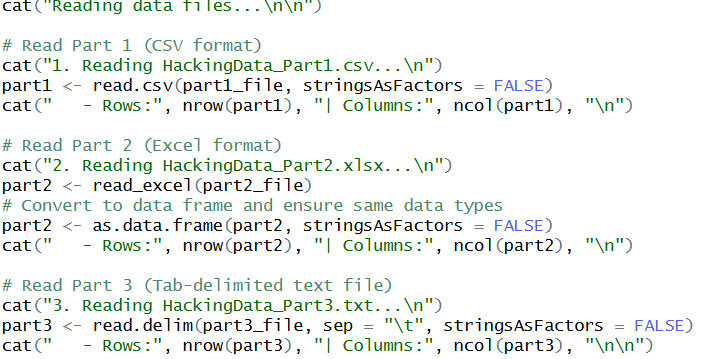 cat("Reading data files...\n\n")
# Read Part 1 (CSV format)
cat("1. Reading HackingData_Part1.csv...\n")
part1 <- read.csv(part1_file, stringsAsFactors = FALSE)
cat("   - Rows:", nrow(part1), "| Columns:", ncol(part1), "\n")
# Read Part 2 (Excel format)
cat("2. Reading HackingData_Part2.xlsx...\n")
part2 <- read_excel(part2_file)
# Convert to data frame and ensure same data types
part2 <- as.data.frame(part2, stringsAsFactors = FALSE)
cat("   - Rows:", nrow(part2), "| Columns:", ncol(part2), "\n")
# Read Part 3 (Tab-delimited text file)
cat("3. Reading HackingData_Part3.txt...\n")
part3 <- read.delim(part3_file, sep = "\t", stringsAsFactors = FALSE)
cat("   - Rows:", nrow(part3), "| Columns:", ncol(part3), "\n\n")